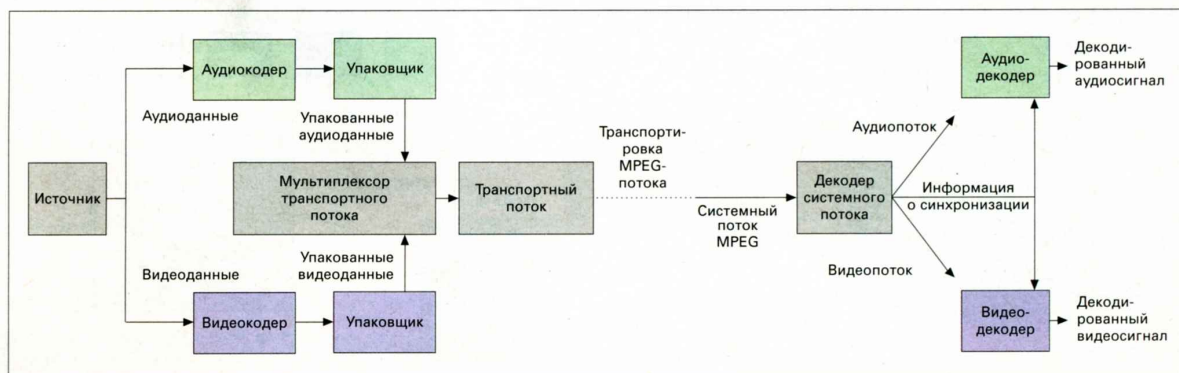 Источник
Аудиоданные
Аудиокодер
Упаковщик
Упакованные
аудиоданные
Мультиплексор
транспортного
потока
Видеоданные
Видеокодер
Упаковщик
Упакованные
видеоданные
Транспортный
поток
Транспорти-
ровка
MPEG-
потока
Системный
поток
MPEG
Декодер
системного
потока
Аудиопоток
Информация
о синхронизации
Видеопоток
Аудио-
декодер
Декоди-
рованный
аудиосигнал
Видео-
декодер
Декоди-
рованный
видеосигнал